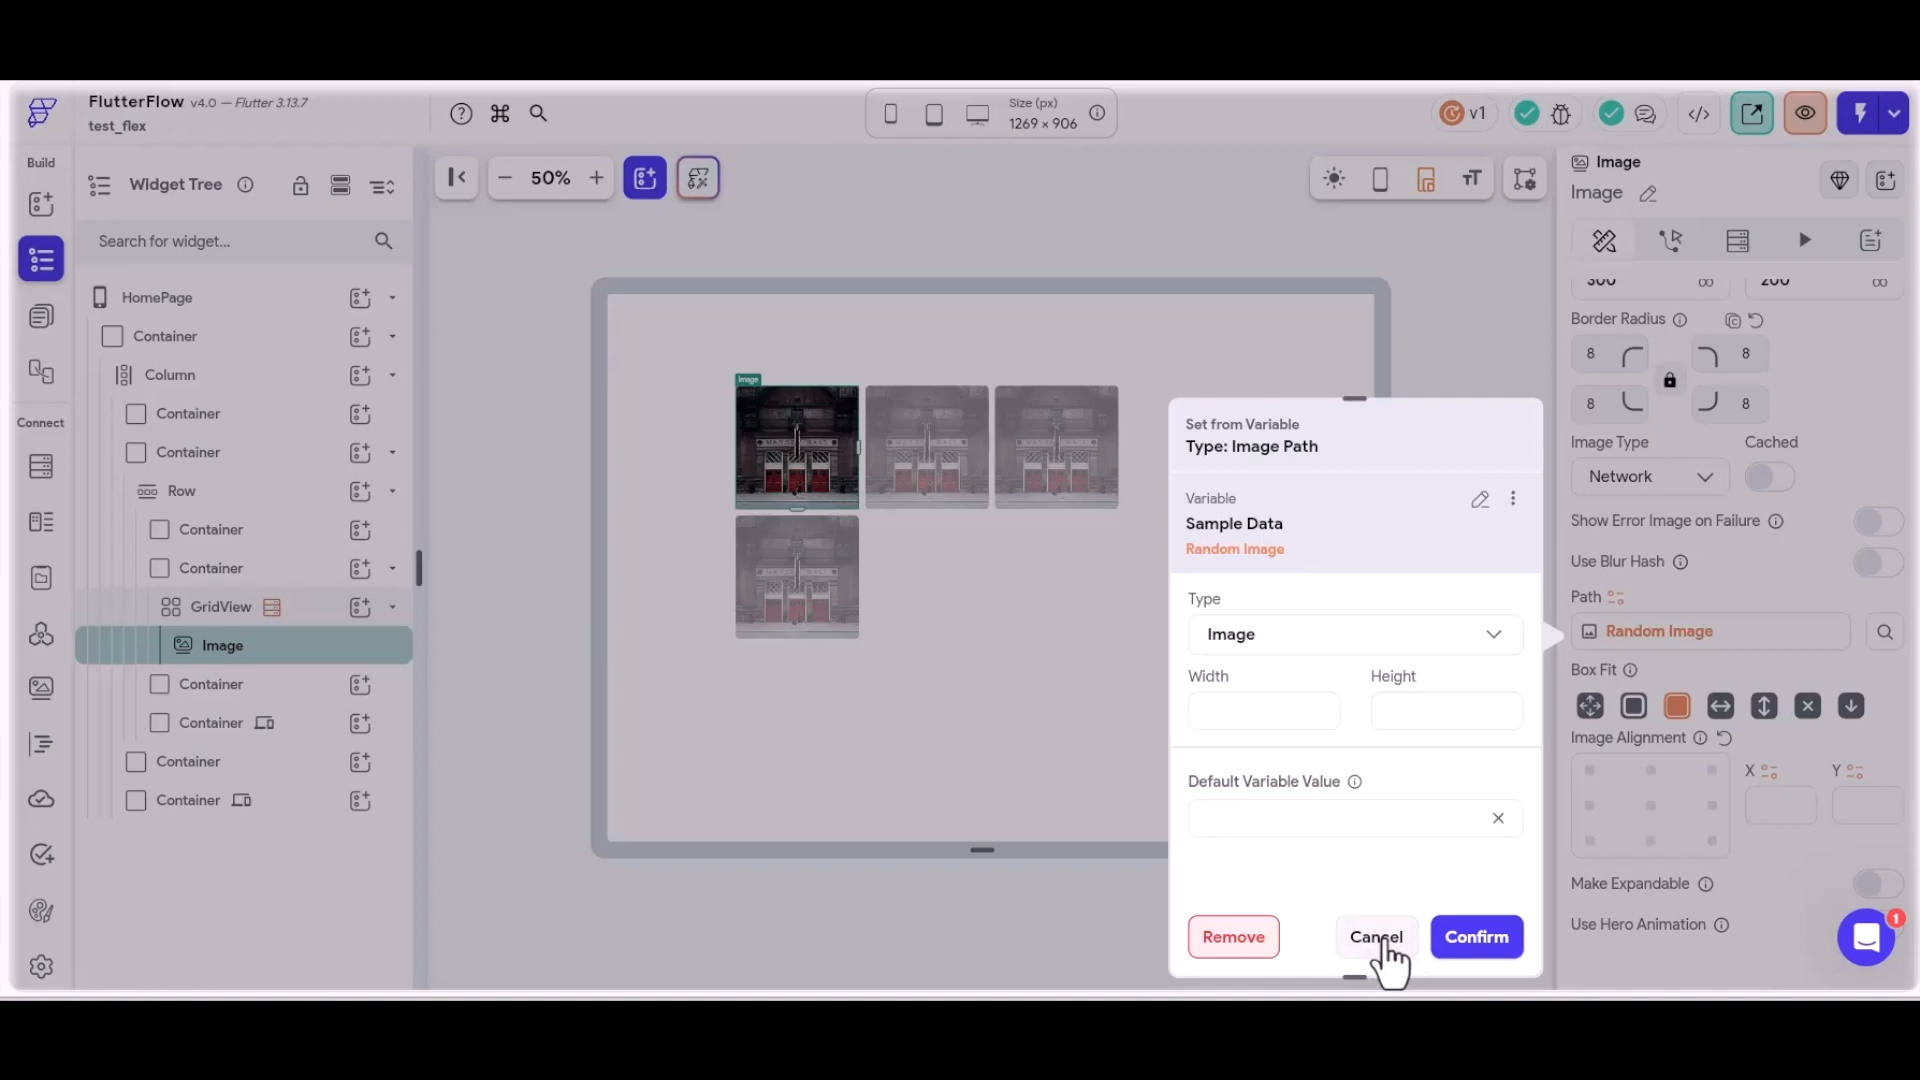 FlutterFlow v4.0 – Flutter 3.13.7
test_flex
Size (px)
1269 × 906
v1
Build
Widget Tree
Search for widget...
HomePage
Container
Column
Container
Container
Row
Container
Container
GridView
Image
Container
Container
Container
Container
Connect
50%
Image
Set from Variable
Type: Image Path
Variable
Sample Data
Random Image
Type
Image
Width
Height
Default Variable Value
Remove
Cancel
Confirm
Image
Image
300
200
Border Radius
8
8
8
8
Image Type
Cached
Network
Show Error Image on Failure
Use Blur Hash
Path
Random Image
Box Fit
Image Alignment
X
Y
Make Expandable
Use Hero Animation
1